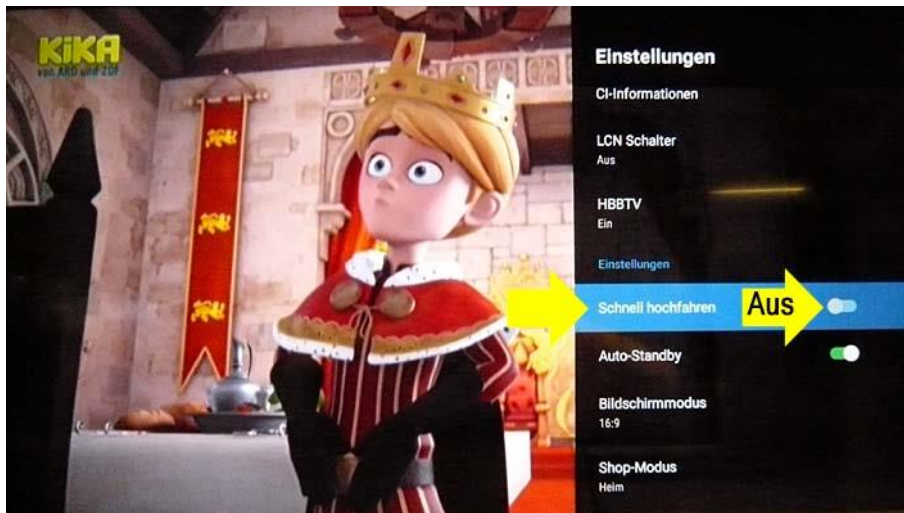 KiKA
von ARD und ZDF
Einstellungen
CI-Informationen
LCN Schalter
Aus
HBBTV
Ein
Einstellungen
Schnell hochfahren
Aus
Auto-Standby
Bildschirmmodus
16:9
Shop-Modus
Heim